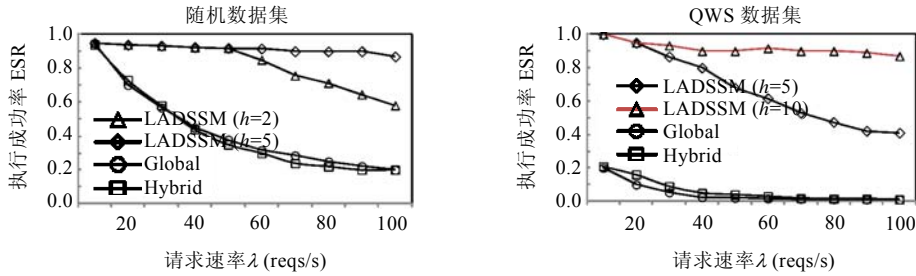 随机数据集
执行成功率 ESR
1.0
0.8
0.6
0.4
0.2
0.0
LADSSM (h=2)
LADSSM (h=5)
Global
Hybrid
20 40 60 80 100
请求速率λ (reqs/s)
QWS 数据集
执行成功率 ESR
1.0
0.8
0.6
0.4
0.2
0.0
LADSSM (h=5)
LADSSM (h=10)
Global
Hybrid
20 40 60 80 100
请求速率λ (reqs/s)